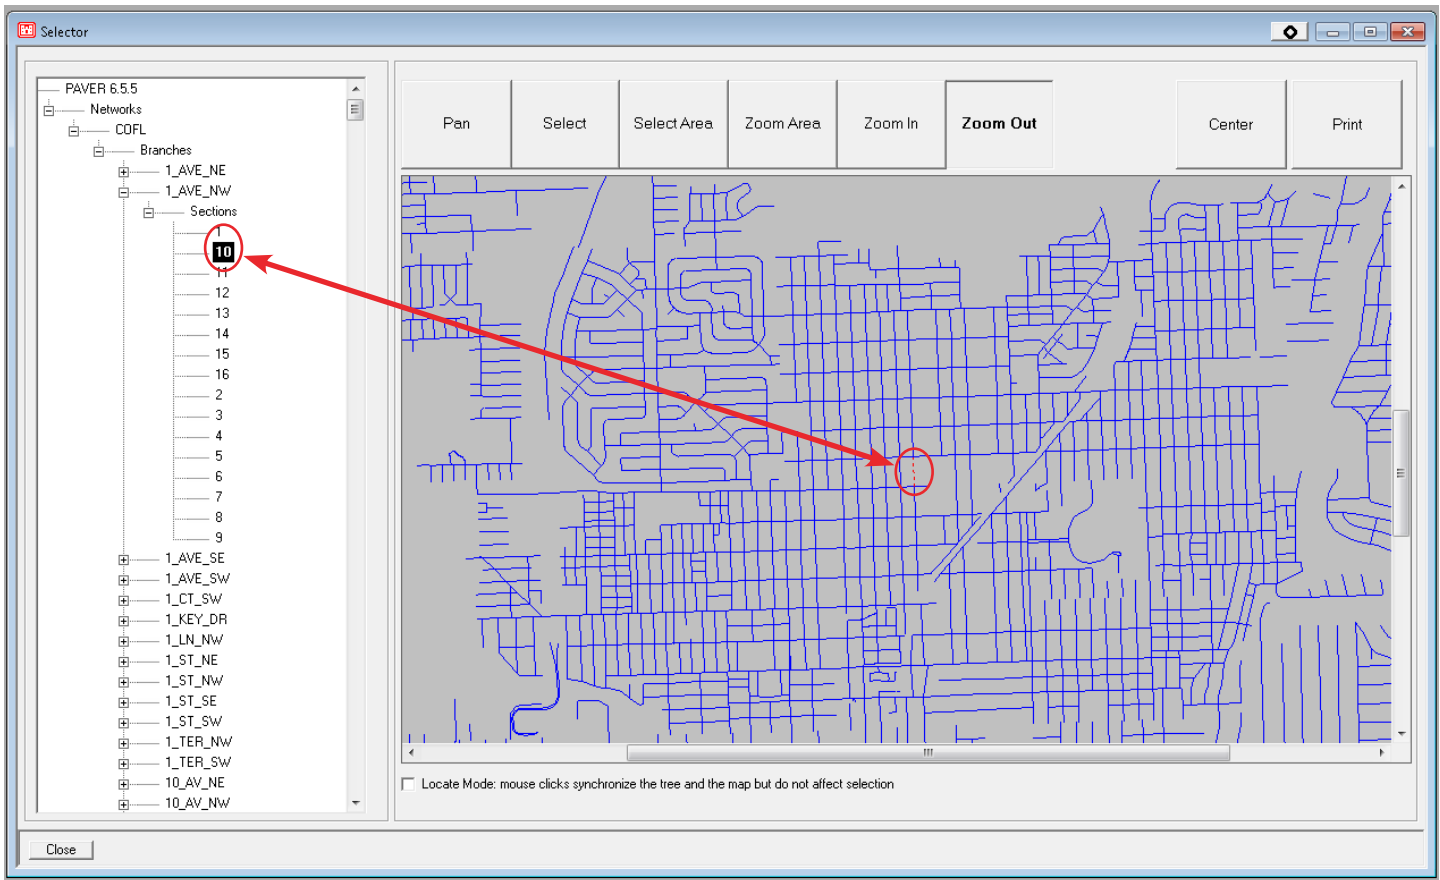 Selector
PAVER 6.5.5
Networks
COFL
Branches
1_AVE_NE
1_AVE_NW
Sections
1
10
11
12
13
14
15
16
2
3
4
5
6
7
8
9
1_AVE_SE
1_AVE_SW
1_CT_SW
1_KEY_DR
1_LN_NW
1_ST_NE
1_ST_NW
1_ST_SE
1_ST_SW
1_TER_NW
1_TER_SW
10_AV_NE
10_AV_NW
Pan
Select
Select Area
Zoom Area
Zoom In
Zoom Out
Center
Print
Locate Mode: mouse clicks synchronize the tree and the map but do not affect selection
Close